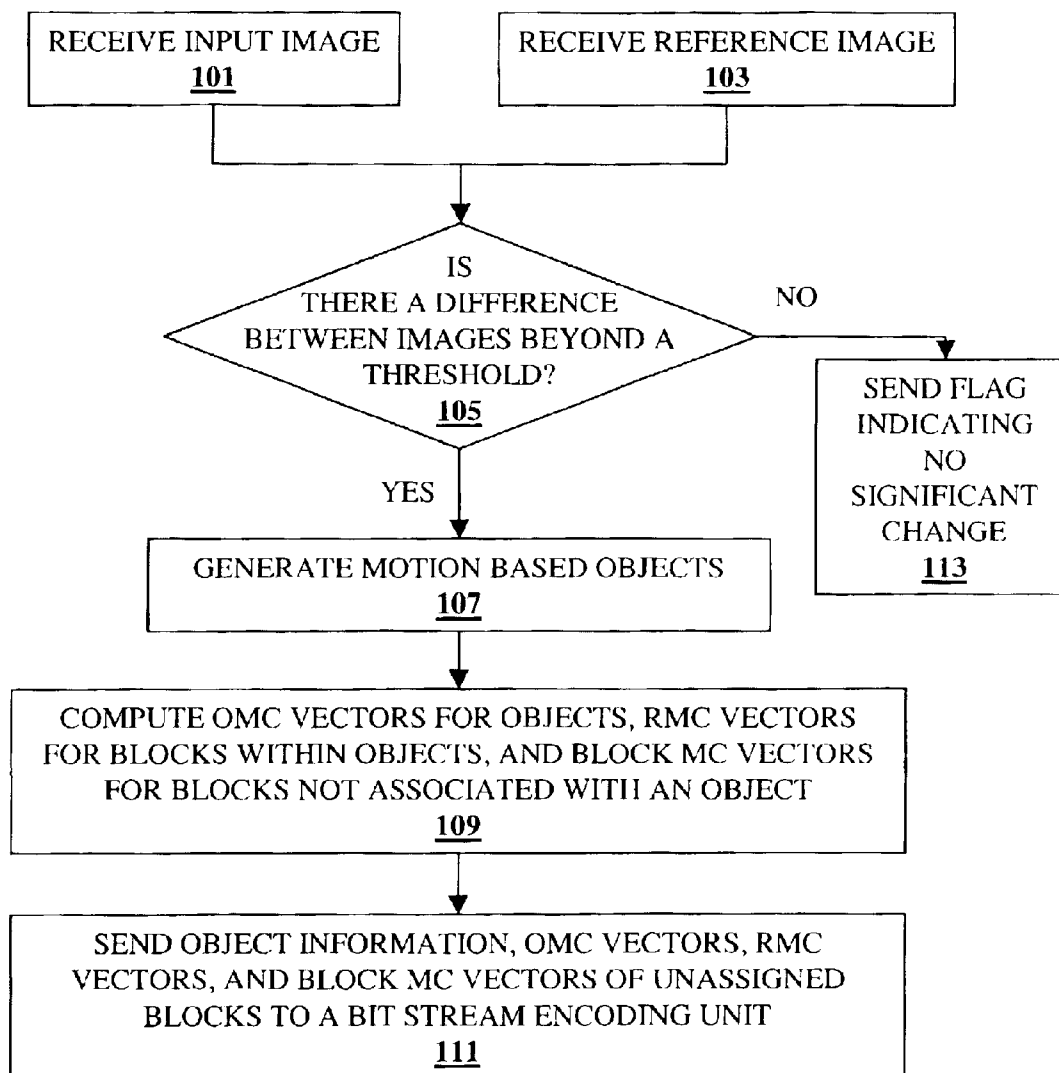 RECEIVE INPUT IMAGE
101
RECEIVE REFERENCE IMAGE
103
IS
THERE A DIFFERENCE
BETWEEN IMAGES BEYOND A
THRESHOLD?
105
NO
SEND FLAG
INDICATING
NO
SIGNIFICANT
CHANGE
113
YES
GENERATE MOTION BASED OBJECTS
107
COMPUTE OMC VECTORS FOR OBJECTS, RMC VECTORS
FOR BLOCKS WITHIN OBJECTS, AND BLOCK MC VECTORS
FOR BLOCKS NOT ASSOCIATED WITH AN OBJECT
109
SEND OBJECT INFORMATION, OMC VECTORS, RMC
VECTORS, AND BLOCK MC VECTORS OF UNASSIGNED
BLOCKS TO A BIT STREAM ENCODING UNIT
111